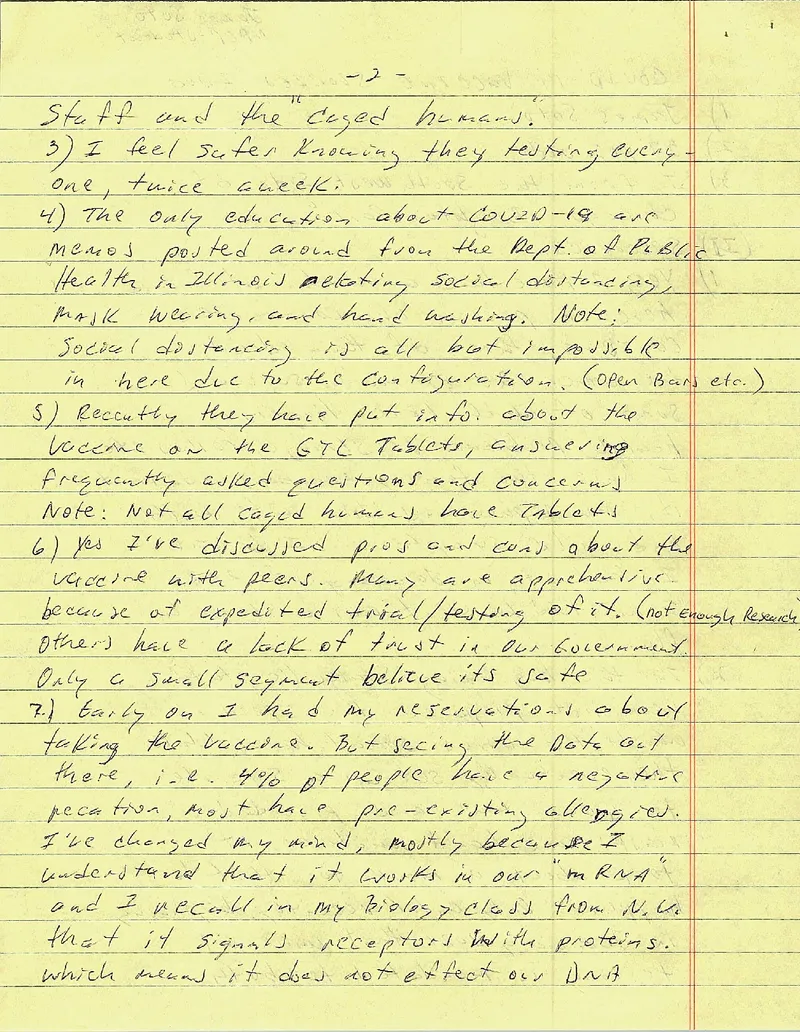 - 2 -
Staff and the "caged humans".
3) I feel safer knowing they testing every-
one, twice aweek.
4) The only education about COVID-19 are
memos posted around from the Dept. of Public
Health in Illinois relating social distancing,
mask wearing, and hand washing. Note:
Social distancing is all but impossible
in here due to the configuration. (open Bars etc.)
5) Recently they have put info. about the
vaccine on the GTL Tablets, answering
frequently asked questions and concerns
Note: Not all caged humans have Tablets
6) Yes I've discussed pros and cons about the
vaccine with peers. Many are apprehensive
because of expedited trial/testing of it. (not Enough Research
Others have a lack of trust in our Government.
Only a small segment believe its safe
7.) Early on I had my reservations about
taking the vaccine. But seeing the Data out
there, i.e. 4% of people have a negative
recation, most have pre-existing allergies.
I've changed my mind, mostly because I
understand that it works in our "mRNA"
and I recall in my Biology class from N.U.
that it signals receptors with proteins.
which means it does not effect our DNA